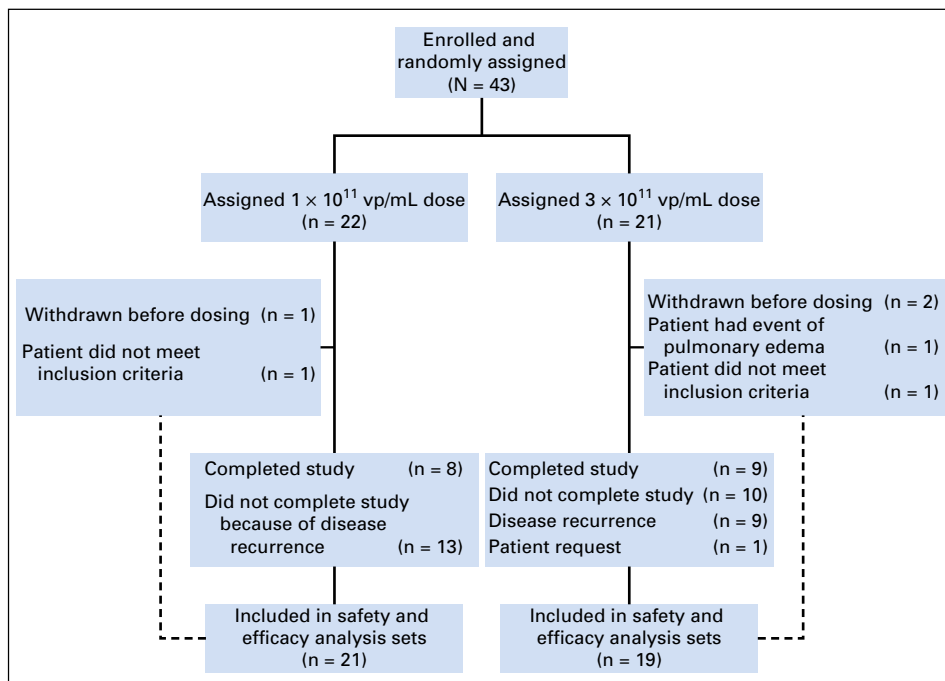 Enrolled and
randomly assigned
(N = 43)
Assigned 1 × 10¹¹ vp/mL dose
(n = 22)
Assigned 3 × 10¹¹ vp/mL dose
(n = 21)
Withdrawn before dosing (n = 1)
Patient did not meet
inclusion criteria (n = 1)
Withdrawn before dosing (n = 2)
Patient had event of
pulmonary edema (n = 1)
Patient did not meet
inclusion criteria (n = 1)
Completed study (n = 8)
Did not complete study
because of disease
recurrence (n = 13)
Completed study (n = 9)
Did not complete study (n = 10)
Disease recurrence (n = 9)
Patient request (n = 1)
Included in safety and
efficacy analysis sets
(n = 21)
Included in safety and
efficacy analysis sets
(n = 19)